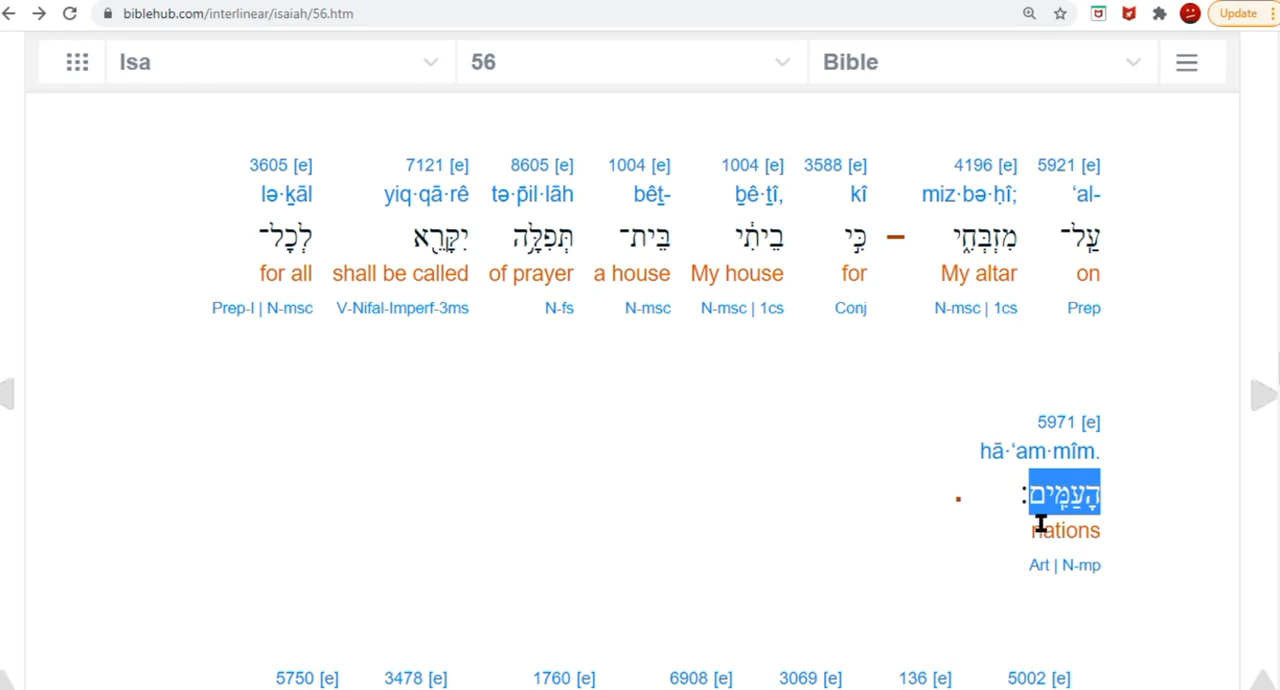 biblehub.com/interlinear/isaiah/56.htm Update
Isa 56 Bible
3605 [e] 7121 [e] 8605 [e] 1004 [e] 1004 [e] 3588 [e] 4196 [e] 5921 [e]
lə·ḵāl yiq·qā·rê tə·p̄il·lāh bêṯ- ḇê·ṯî, kî miz·bə·ḥî; ‘al-
עַֽל־ מִזְבְּחִ֑י – כִּ֣י בֵיתִ֔י בֵּית־ תְּפִלָּ֥ה יִקָּרֵ֖א לְכָל־
for all shall be called of prayer a house My house for My altar on
Prep-l | N-msc V-Nifal-Imperf-3ms N-fs N-msc N-msc | 1cs Conj N-msc | 1cs Prep
5971 [e]
hā·‘am·mîm.
הָעַמִּֽים׃ .
nations
Art | N-mp
5750 [e] 3478 [e] 1760 [e] 6908 [e] 3069 [e] 136 [e] 5002 [e]